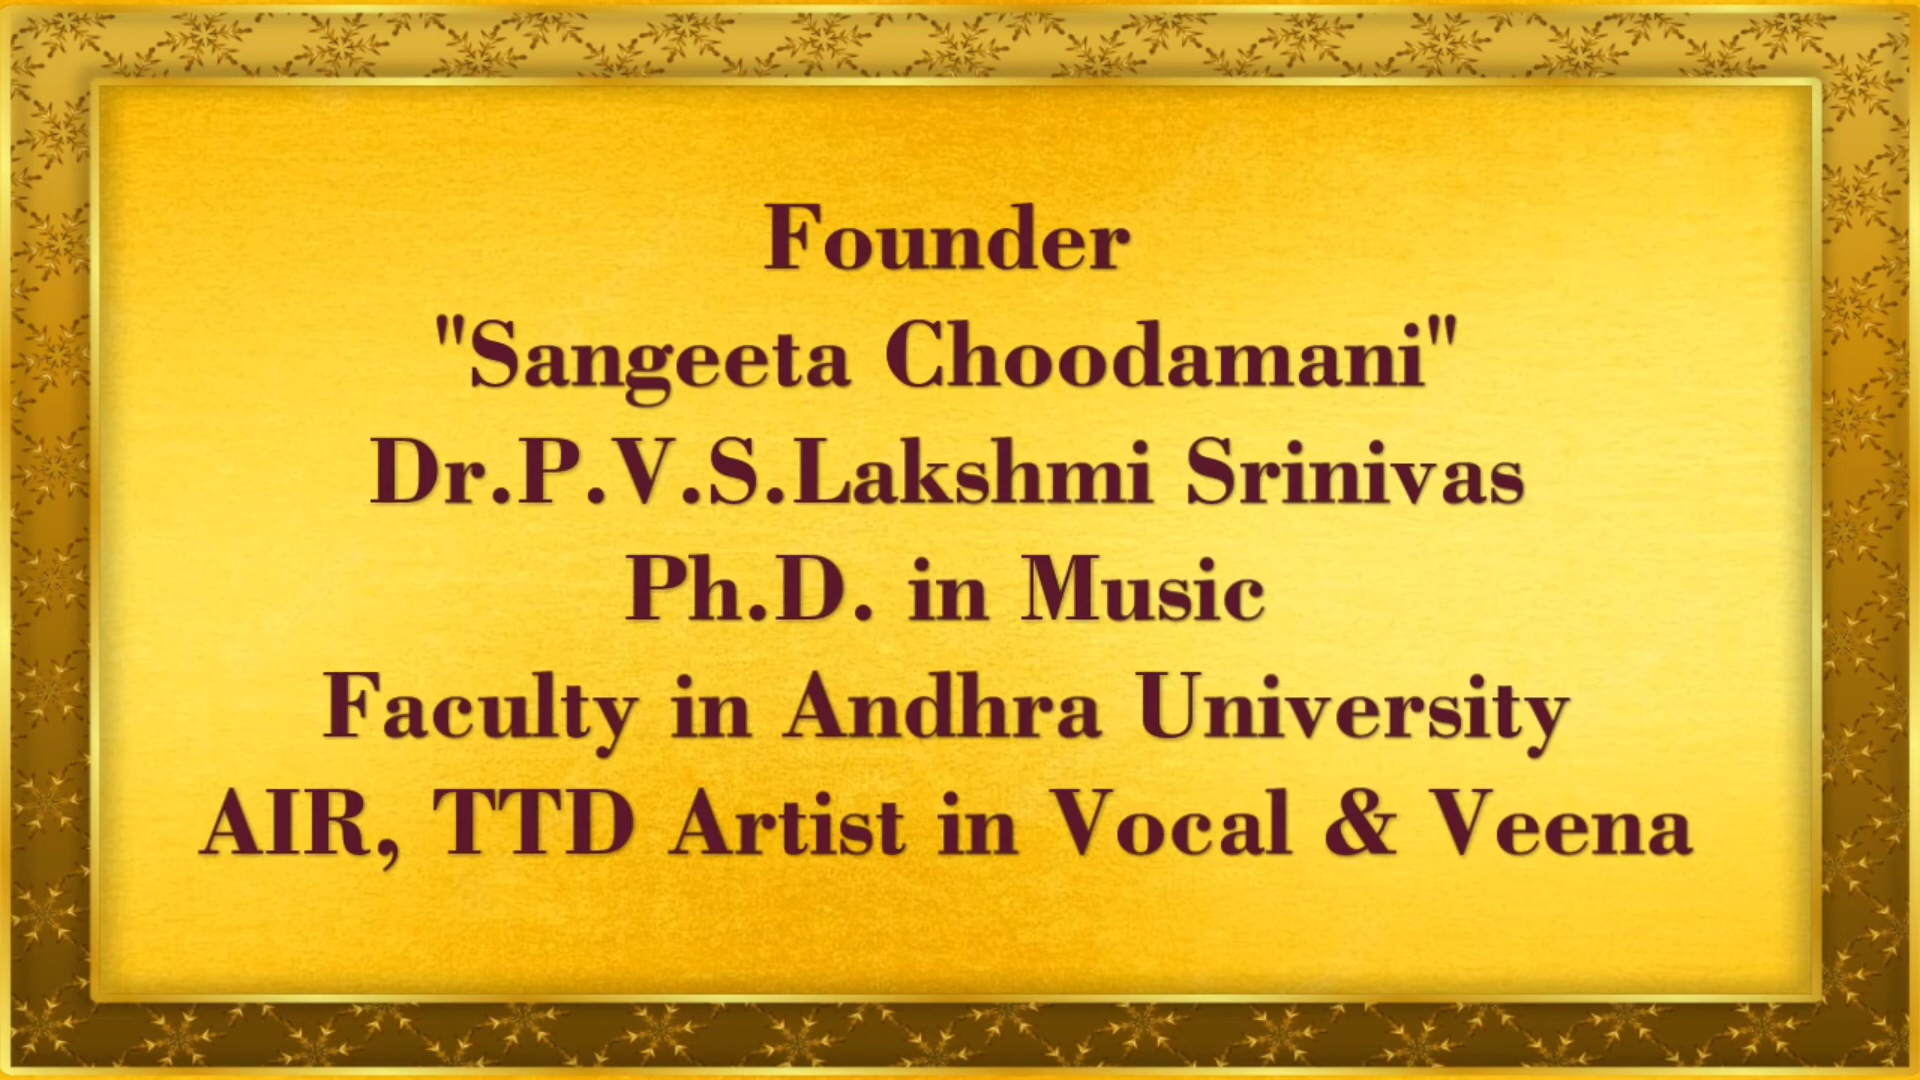 Founder
"Sangeeta Choodamani"
Dr.P.V.S.Lakshmi Srinivas
Ph.D. in Music
Faculty in Andhra University
AIR, TTD Artist in Vocal & Veena